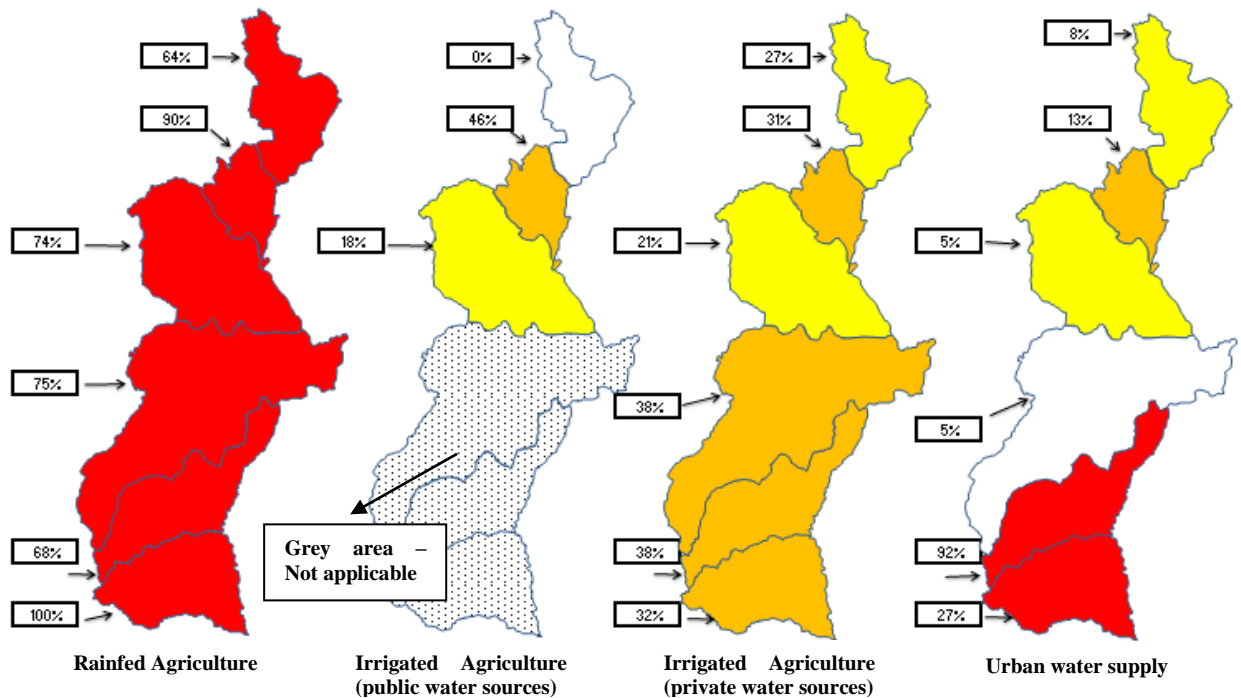 64%
90%
74%
75%
68%
100%
Rainfed Agriculture
0%
46%
18%
Grey area –
Not applicable
Irrigated Agriculture
(public water sources)
27%
31%
21%
38%
38%
32%
Irrigated Agriculture
(private water sources)
8%
13%
5%
5%
92%
27%
Urban water supply